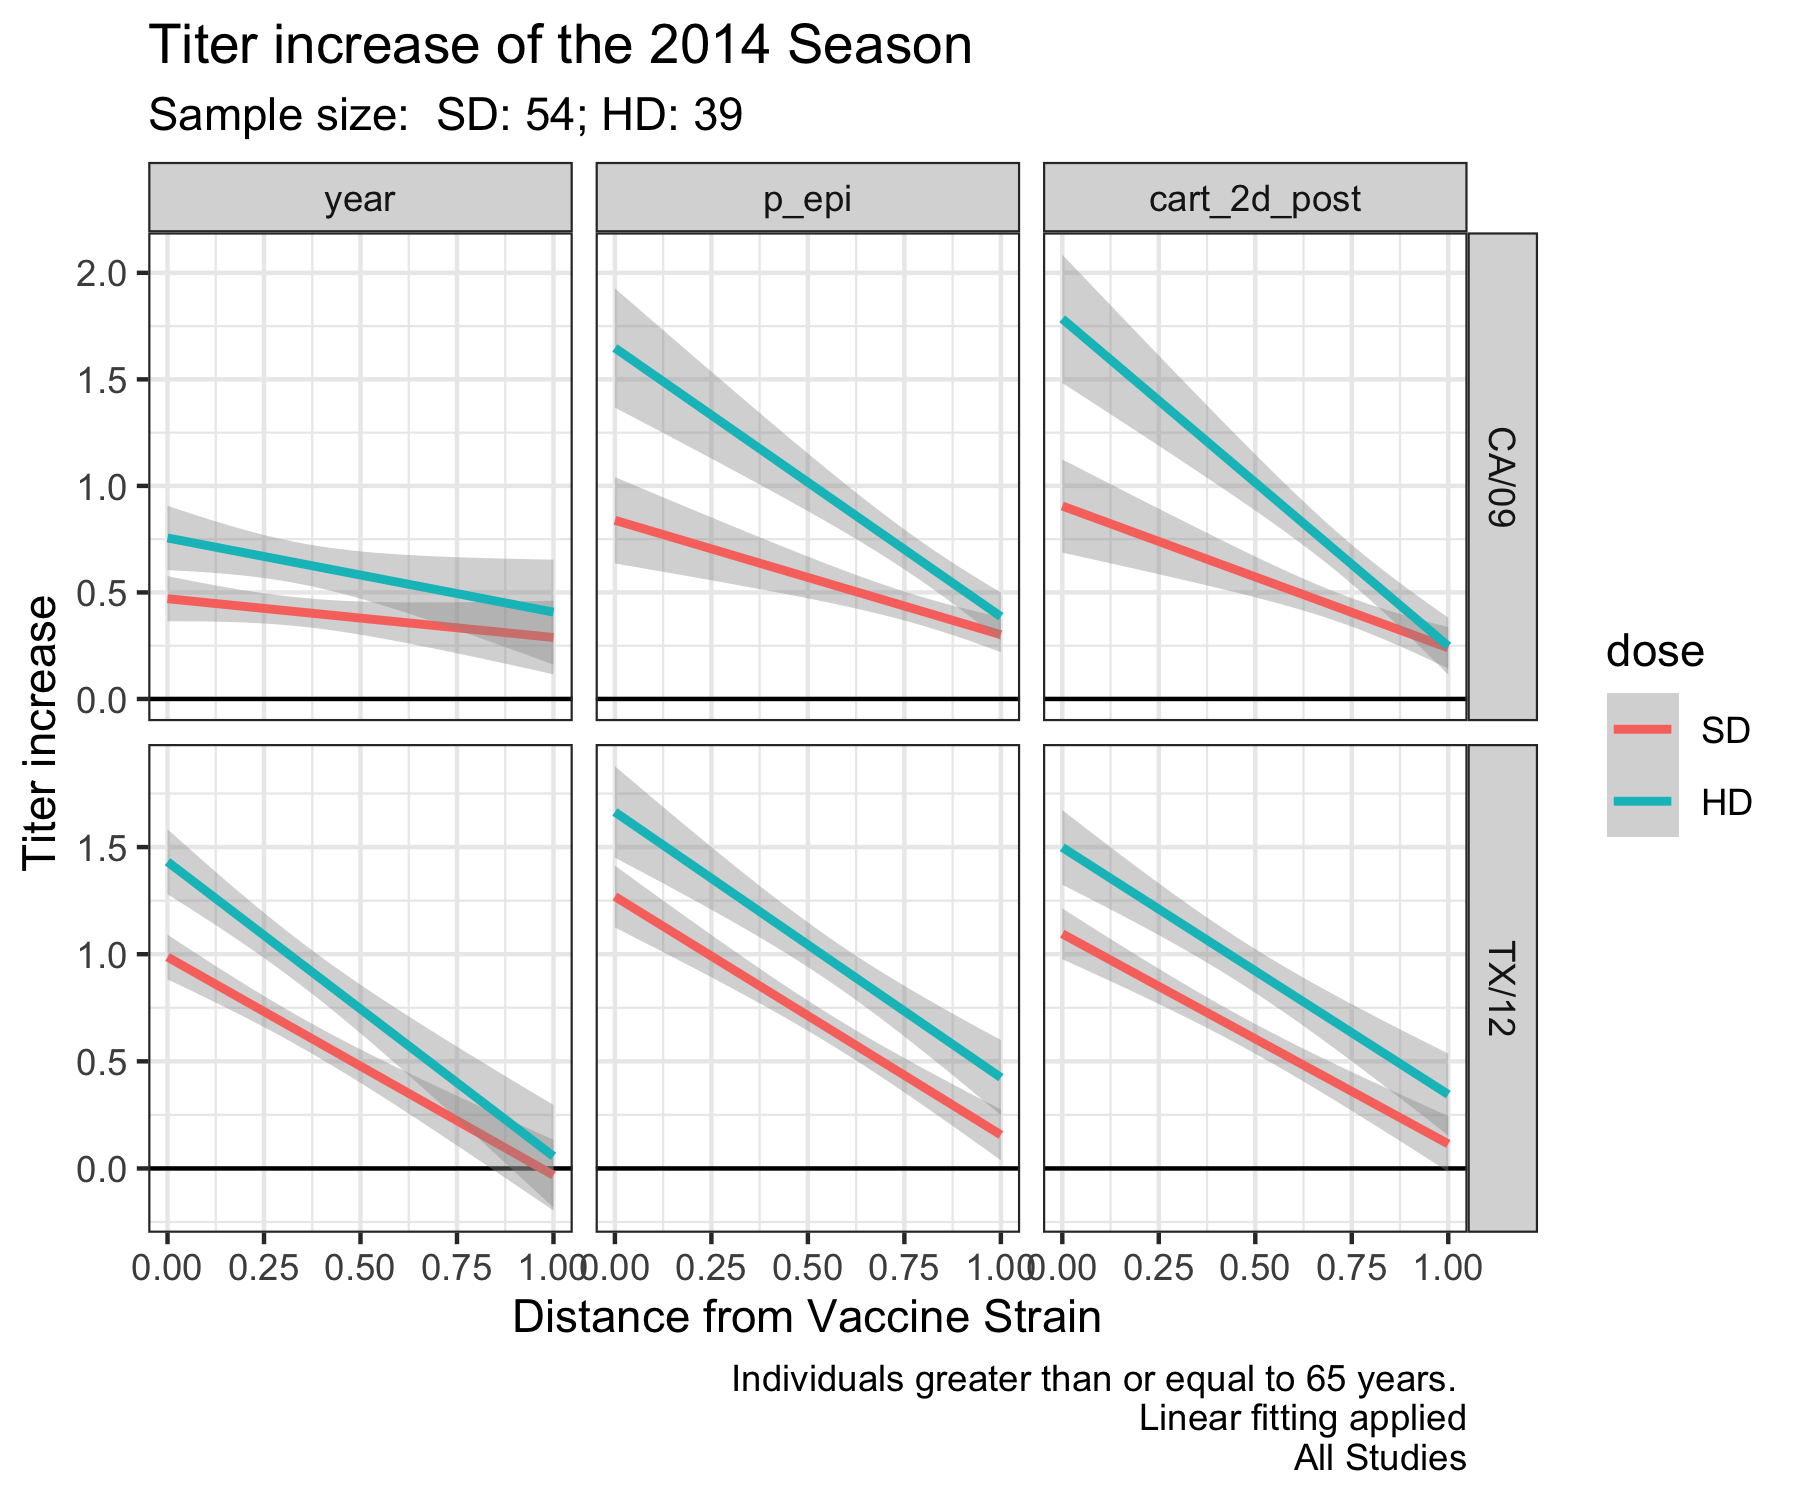 Titer increase of the 2014 Season
Sample size:  SD: 54; HD: 39
year p_epi cart_2d_post
2.0
1.5
1.0
0.5
0.0
CA/09
Titer increase
1.5
1.0
0.5
0.0
TX/12
dose
SD
HD
0.00 0.25 0.50 0.75 1.00 0.00 0.25 0.50 0.75 1.00 0.00 0.25 0.50 0.75 1.00
Distance from Vaccine Strain
Individuals greater than or equal to 65 years.
Linear fitting applied
All Studies